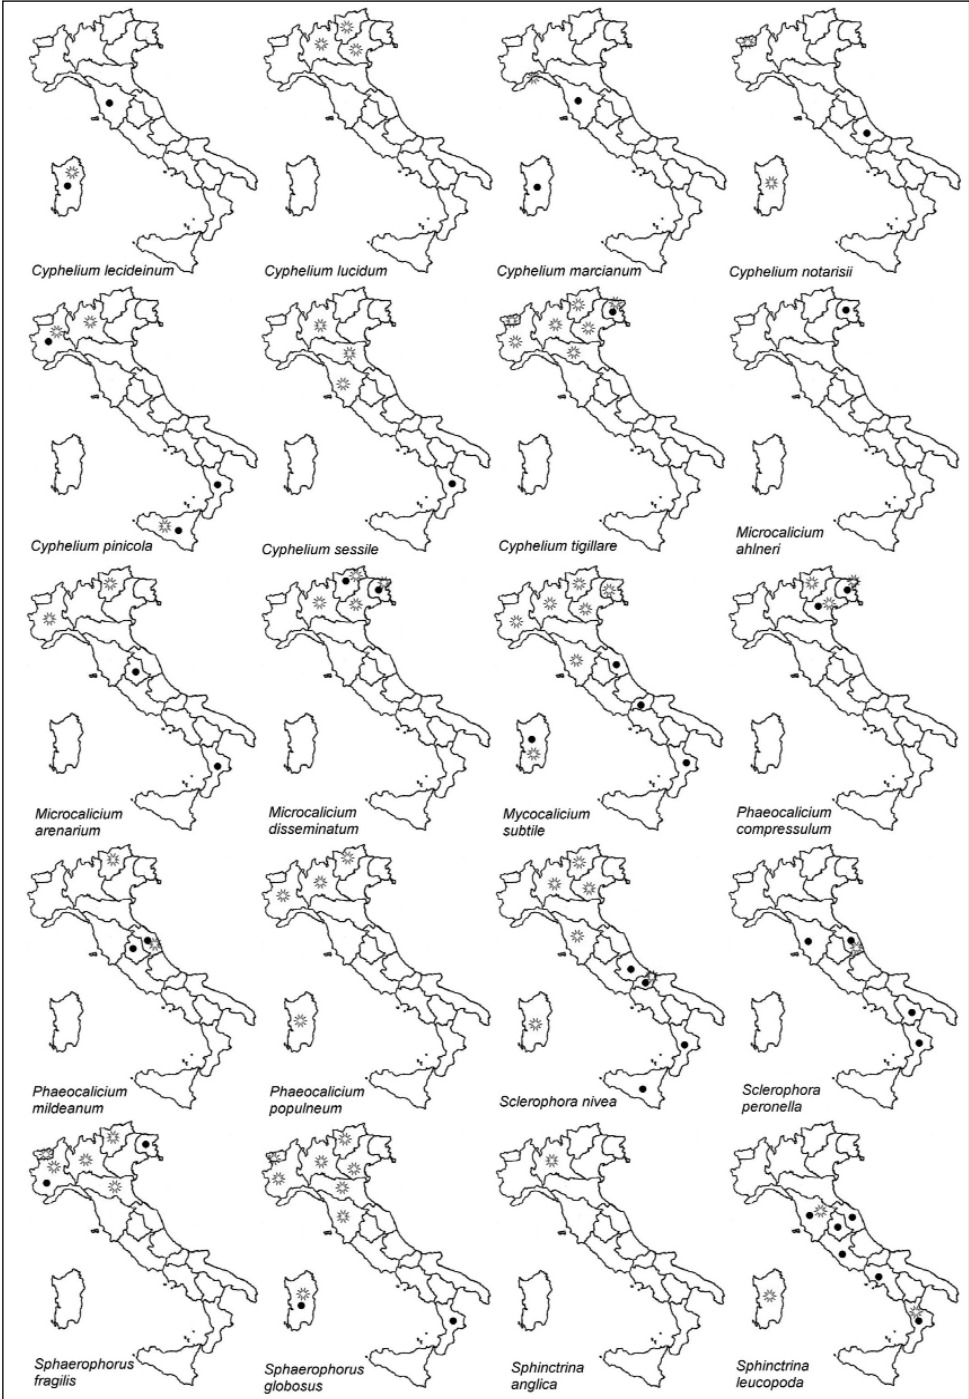 Cyphelium lecideinum
Cyphelium lucidum
Cyphelium marcianum
Cyphelium notarisii
Cyphelium pinicola
Cyphelium sessile
Cyphelium tigillare
Microcalicium
ahlneri
Microcalicium
arenarium
Microcalicium
disseminatum
Mycocalicium
subtile
Phaeocalicium
compressulum
Phaeocalicium
mildeanum
Phaeocalicium
populneum
Sclerophora nivea
Sclerophora
peronella
Sphaerophorus
fragilis
Sphaerophorus
globosus
Sphinctrina
anglica
Sphinctrina
leucopoda